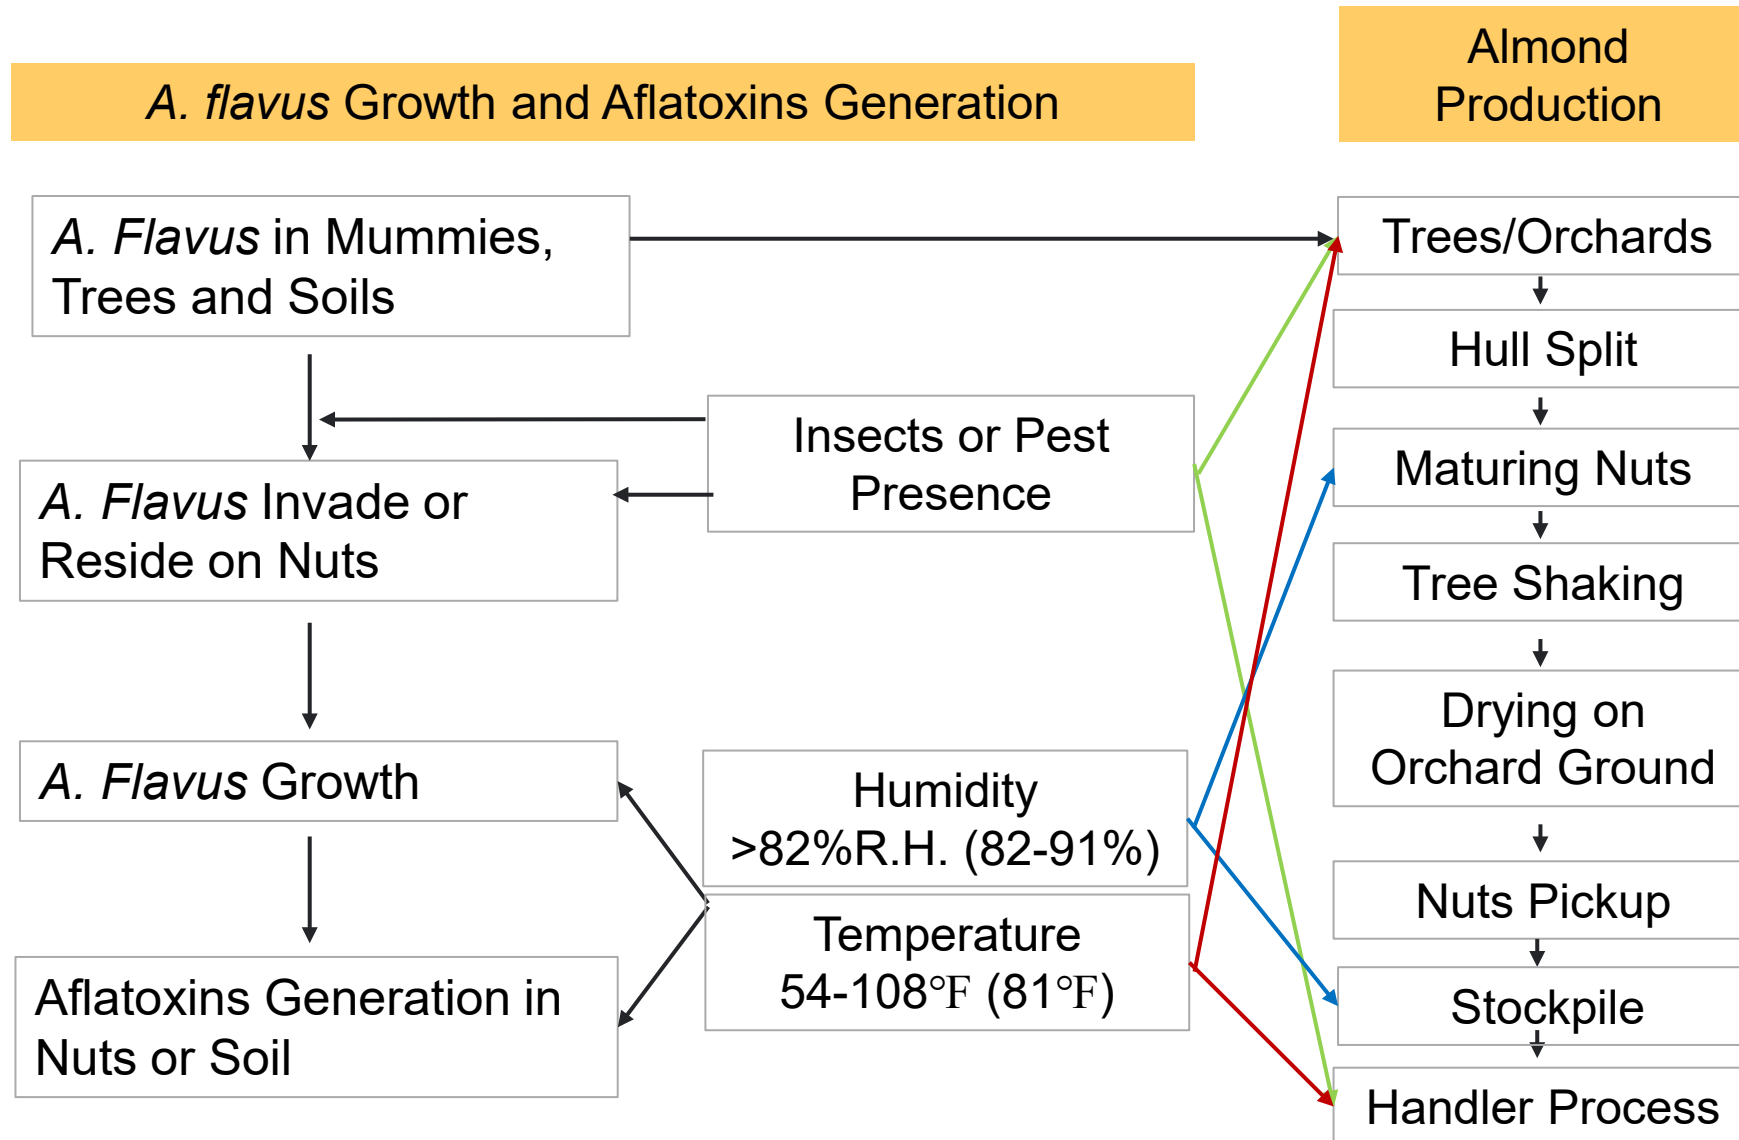 A. flavus Growth and Aflatoxins Generation
Almond
Production
A. Flavus in Mummies,
Trees and Soils
Insects or Pest
Presence
A. Flavus Invade or
Reside on Nuts
A. Flavus Growth
Humidity
>82%R.H. (82-91%)
Temperature
54-108°F (81°F)
Aflatoxins Generation in
Nuts or Soil
Trees/Orchards
Hull Split
Maturing Nuts
Tree Shaking
Drying on
Orchard Ground
Nuts Pickup
Stockpile
Handler Process